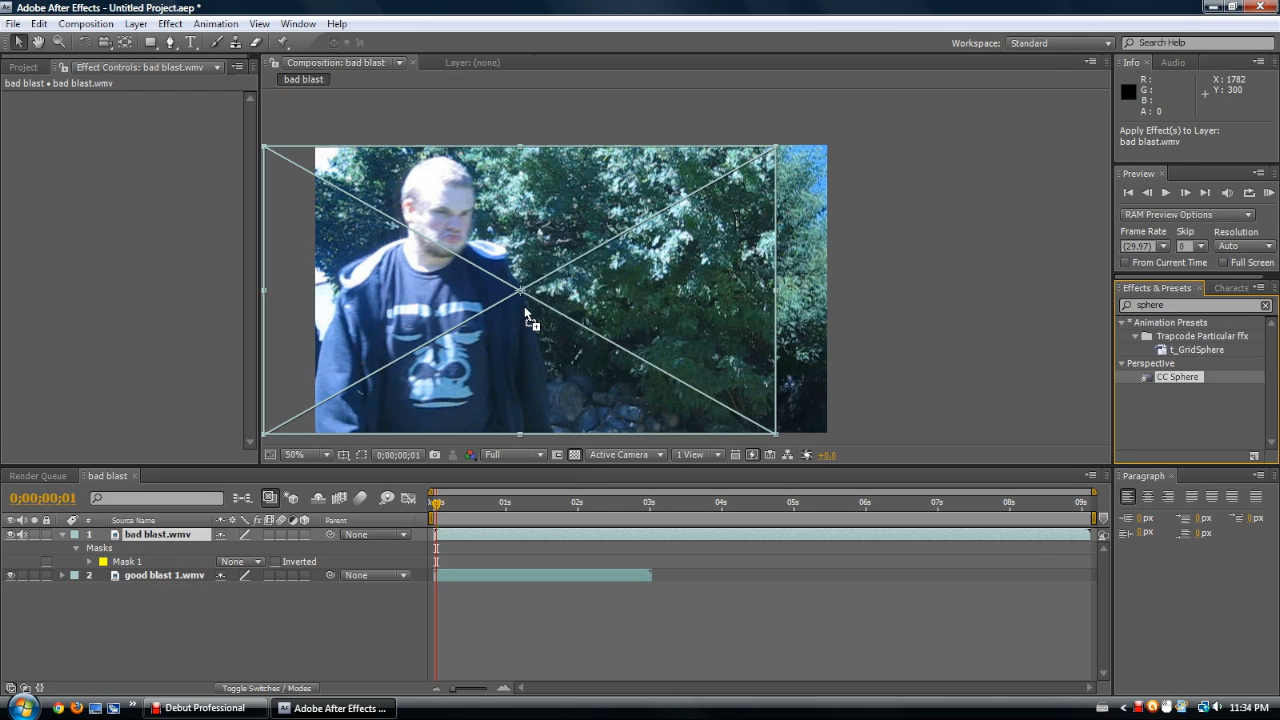 Adobe After Effects - Untitled Project.aep *
File Edit Composition Layer Effect Animation View Window Help
Workspace: Standard Search Help
Project Effect Controls: bad blast.wmv Composition: bad blast Layer: (none) Info Audio
bad blast • bad blast.wmv bad blast
R: X: 1782
G: Y: 300
B:
A: 0
Apply Effect(s) to Layer:
bad blast.wmv
Preview
RAM Preview Options
Frame Rate Skip Resolution
(29.97) 0 Auto
From Current Time Full Screen
Effects & Presets Characte
sphere
* Animation Presets
Trapcode Particular ffx
t_GridSphere
Perspective
CC Sphere
50% 0;00;00;01 Full Active Camera 1 View +0.0
Render Queue bad blast Paragraph
0;00;00;01
01s 02s 03s 04s 05s 06s 07s 08s 09s
# Source Name Parent
1 bad blast.wmv None
Masks
Mask 1 None Inverted
2 good blast 1.wmv None
0 px 0 px 0 px
0 px 0 px
Toggle Switches / Modes
Debut Professional Adobe After Effects ... 11:34 PM